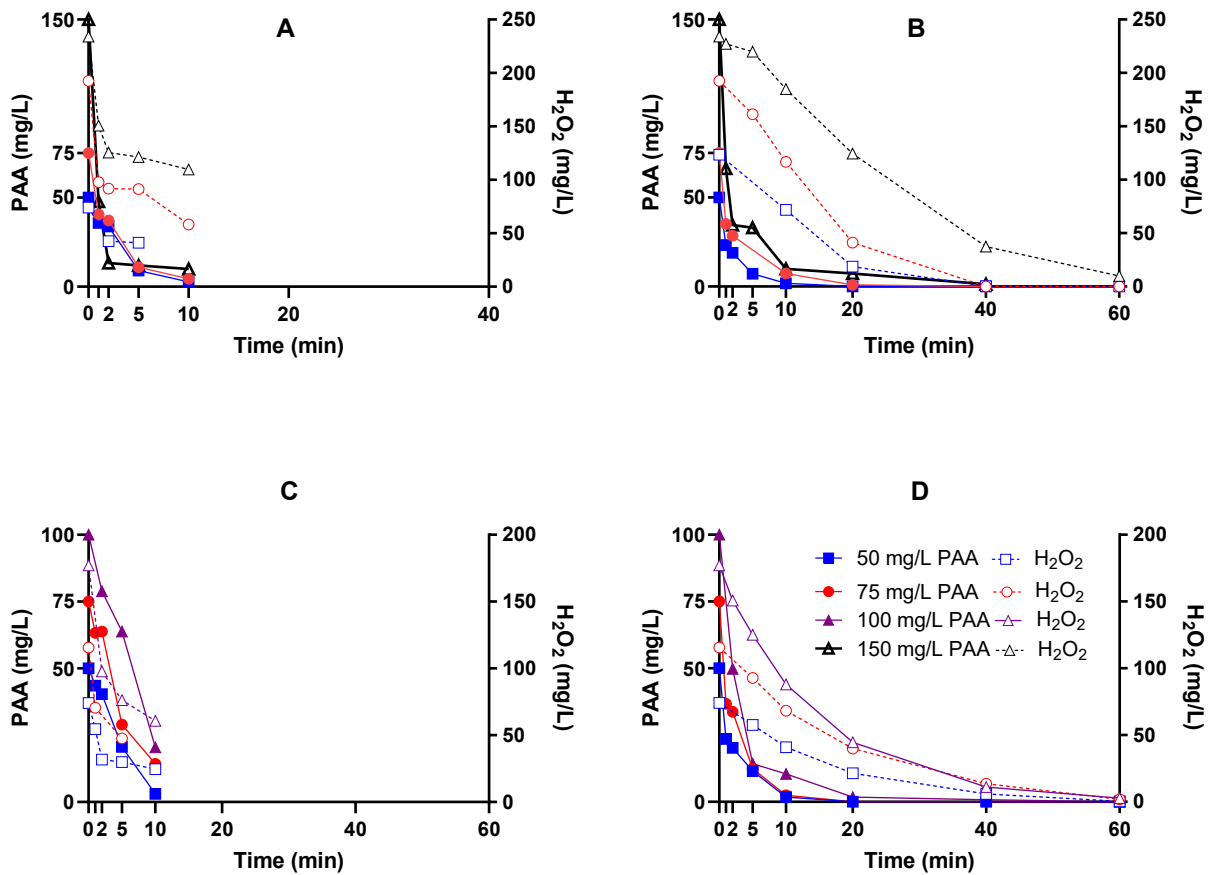 A
150
75
50
0
PAA (mg/L)
250
200
150
100
50
0
H₂O₂ (mg/L)
0 2 5 10 20 40
Time (min)
B
150
75
50
0
PAA (mg/L)
250
200
150
100
50
0
H₂O₂ (mg/L)
0 2 5 10 20 40 60
Time (min)
C
100
75
50
0
PAA (mg/L)
200
150
100
50
0
H₂O₂ (mg/L)
0 2 5 10 20 40 60
Time (min)
D
100
75
50
0
PAA (mg/L)
50 mg/L PAA H₂O₂
75 mg/L PAA H₂O₂
100 mg/L PAA H₂O₂
150 mg/L PAA H₂O₂
200
150
100
50
0
H₂O₂ (mg/L)
0 2 5 10 20 40 60
Time (min)